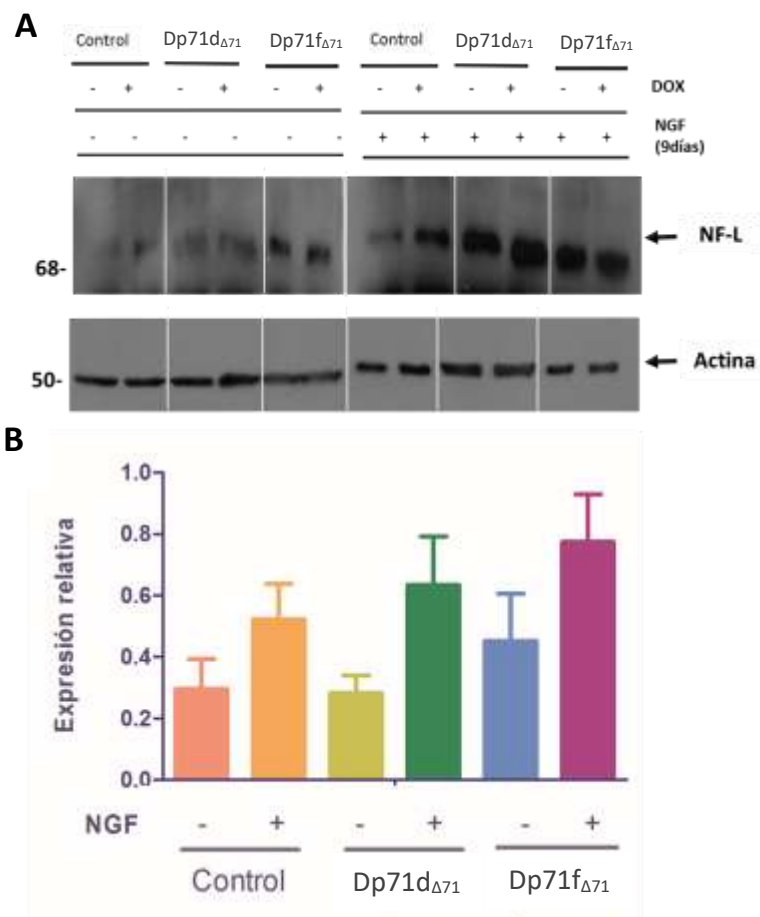 A
Control Dp71dΔ71 Dp71fΔ71 Control Dp71dΔ71 Dp71fΔ71
- + - + - + - + - + - + DOX
- - - - - - + + + + + + NGF
(9días)
NF-L
68-
Actina
50-
B
1.0
0.8
0.6
0.4
0.2
0.0
Expresión relativa
NGF - + - + - +
Control Dp71dΔ71 Dp71fΔ71